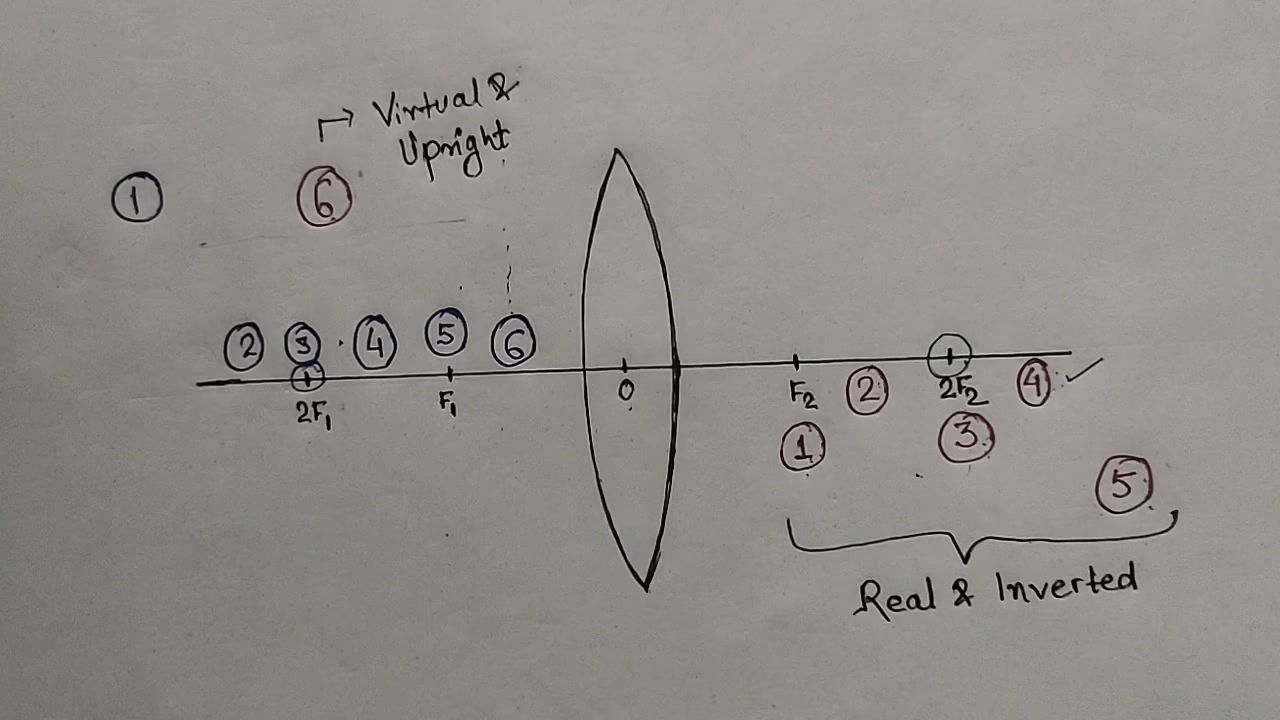 → Virtual &
Upright
① ⑥
② ③ ④ ⑤ ⑥
2F₁ F₁ O F₂ ② 2F₂ ④ ✓
① ③
⑤
Real & Inverted